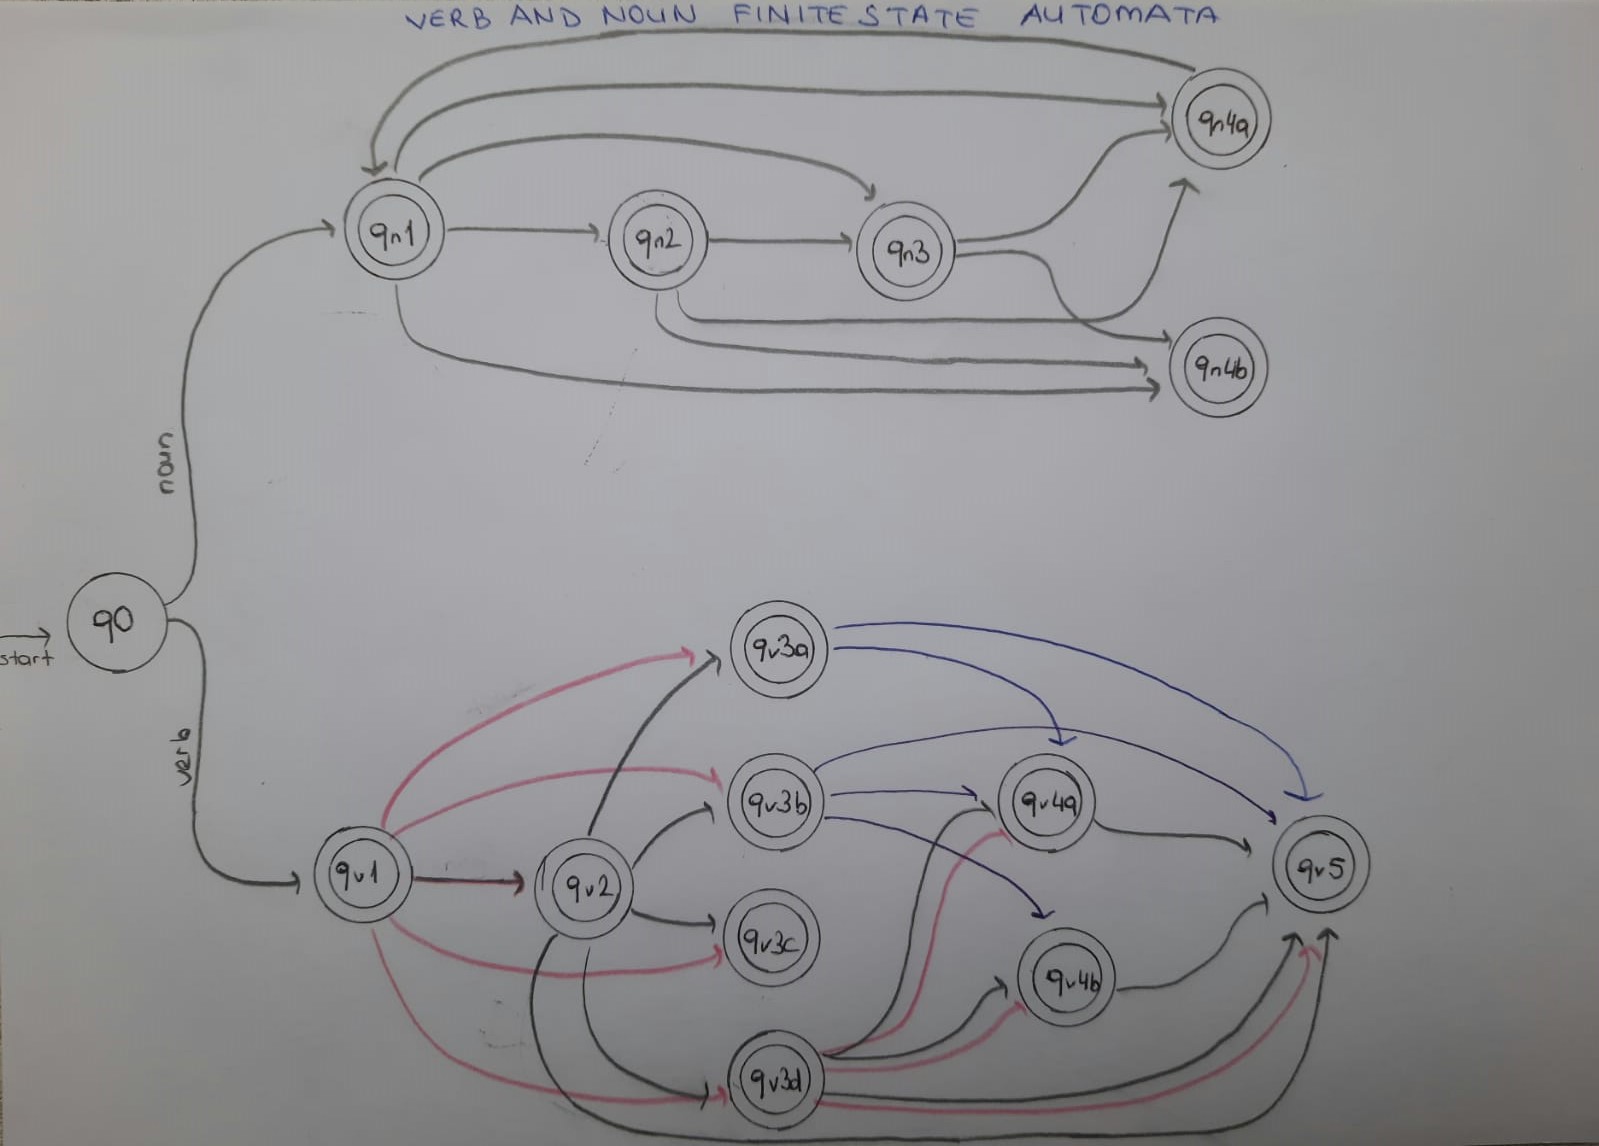 VERB AND NOUN FINITE STATE AUTOMATA
qn4a
qn1
qn2
qn3
qn4b
noun
q0
start
verb
qv3a
qv3b
qv4a
qv1
qv2
qv5
qv3c
qv4b
qv3d